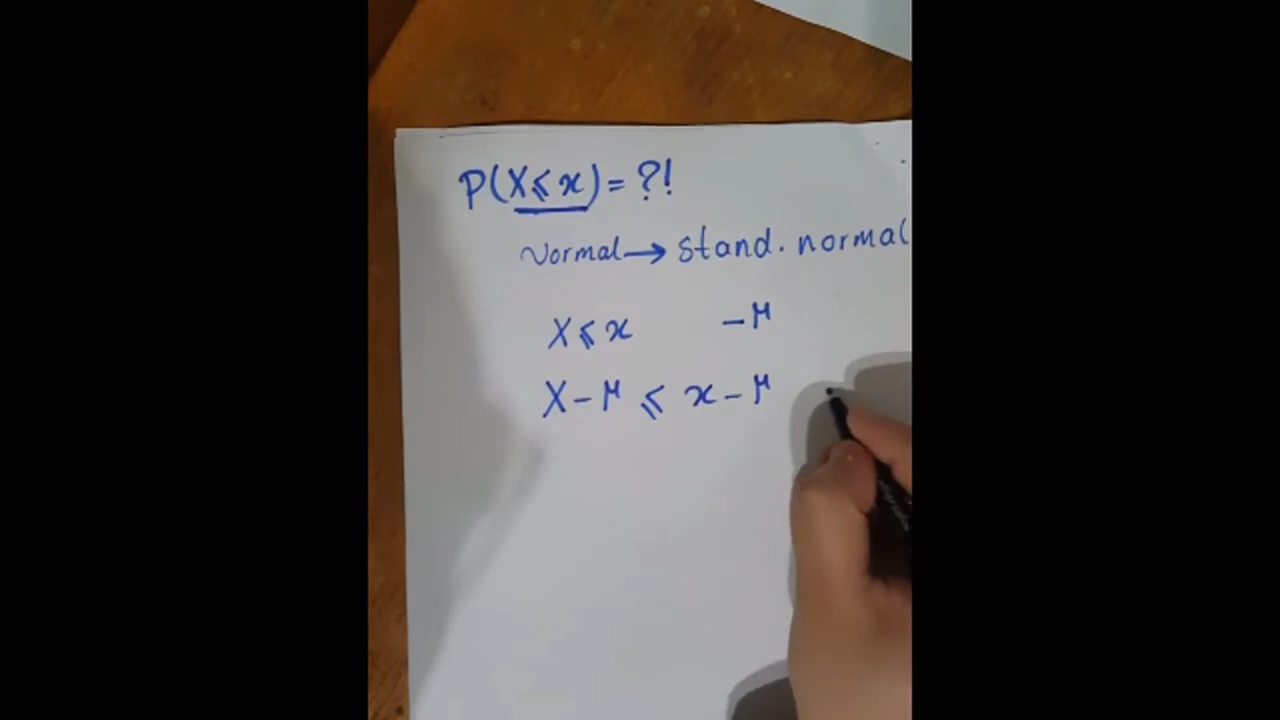 P(X⩽x)=?!
Normal→stand. normal
X⩽x -μ
X-μ ⩽ x-μ